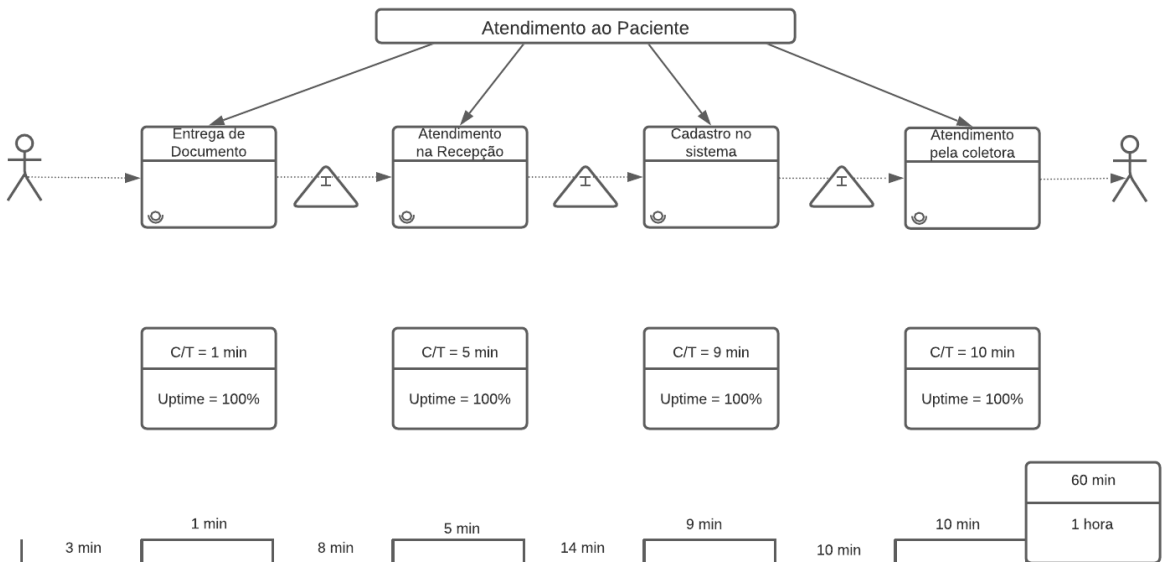 Atendimento ao Paciente
Entrega de
Documento
Atendimento
na Recepção
Cadastro no
sistema
Atendimento
pela coletora
I
I
I
C/T = 1 min
C/T = 5 min
C/T = 9 min
C/T = 10 min
Uptime = 100%
Uptime = 100%
Uptime = 100%
Uptime = 100%
60 min
1 hora
3 min
1 min
8 min
5 min
14 min
9 min
10 min
10 min